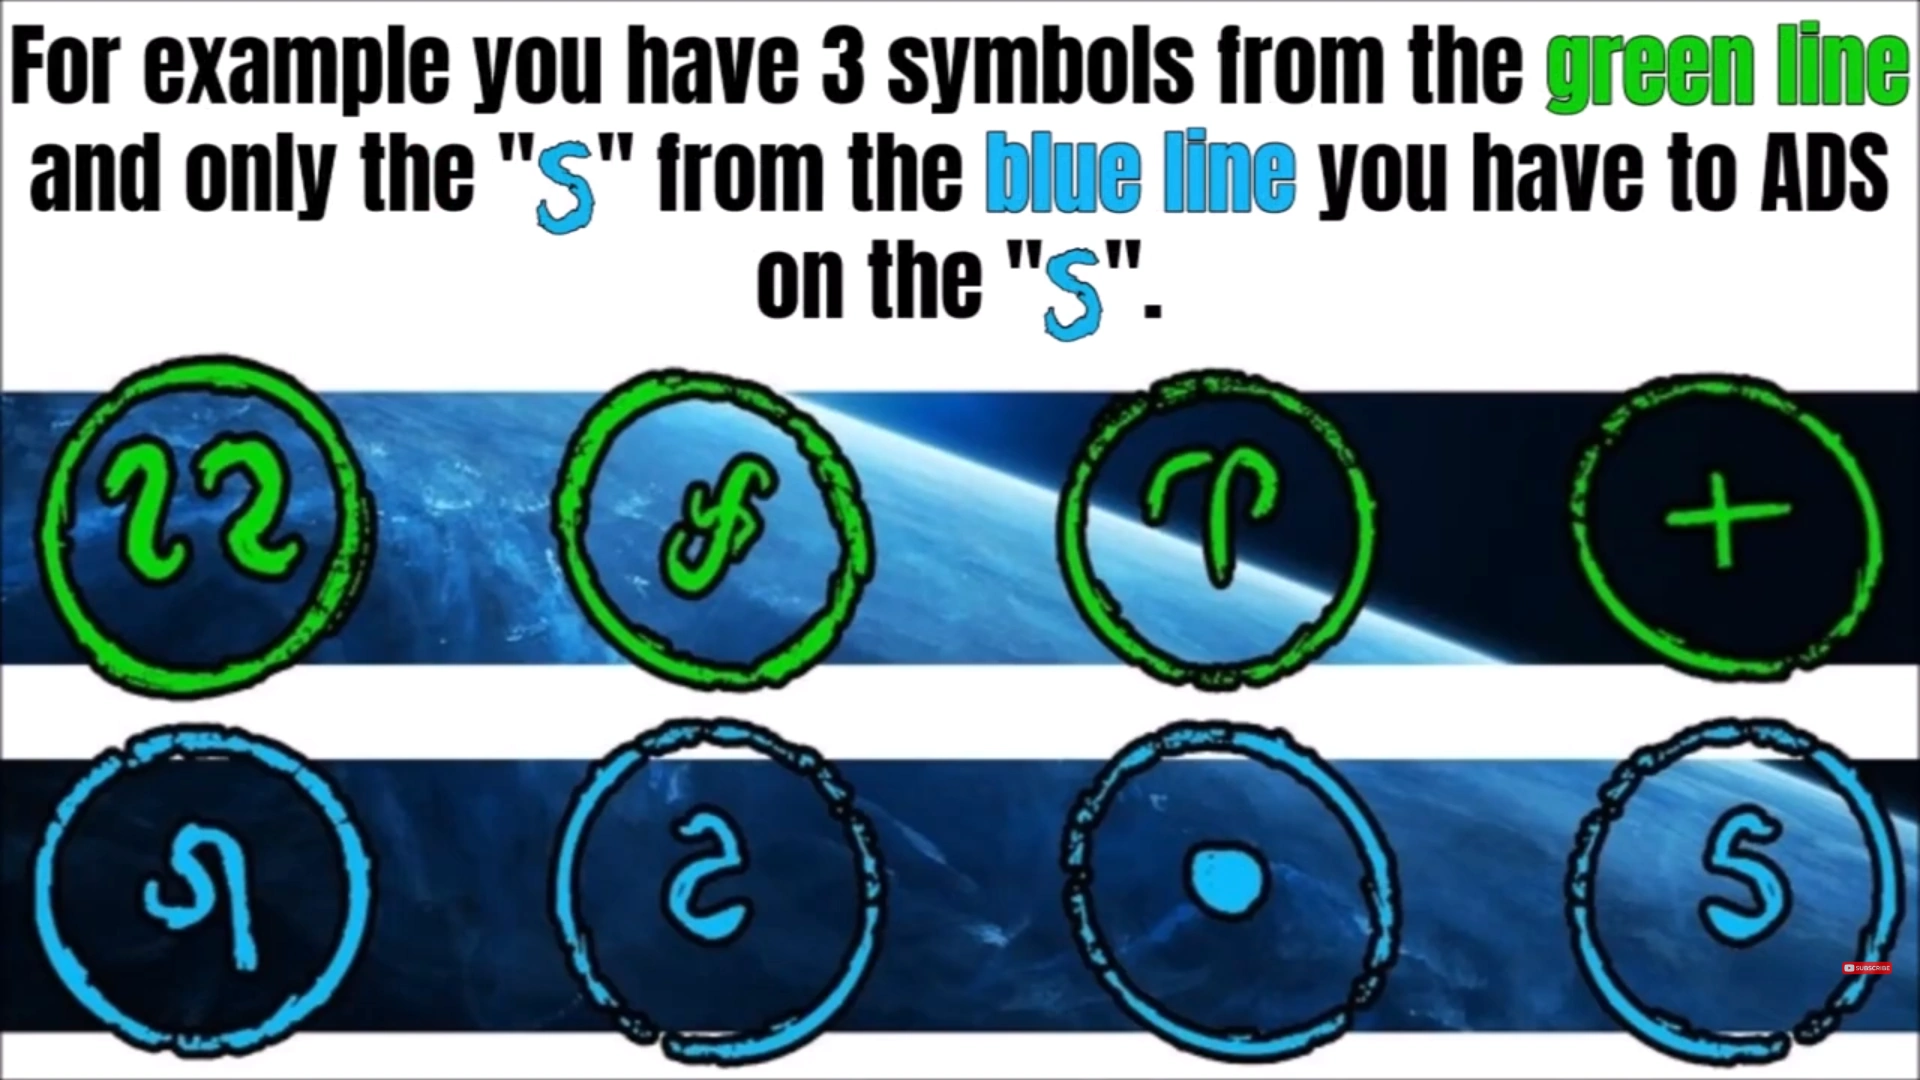 For example you have 3 symbols from the green line
and only the "S" from the blue line you have to ADS
on the "S".
SUBSCRIBE